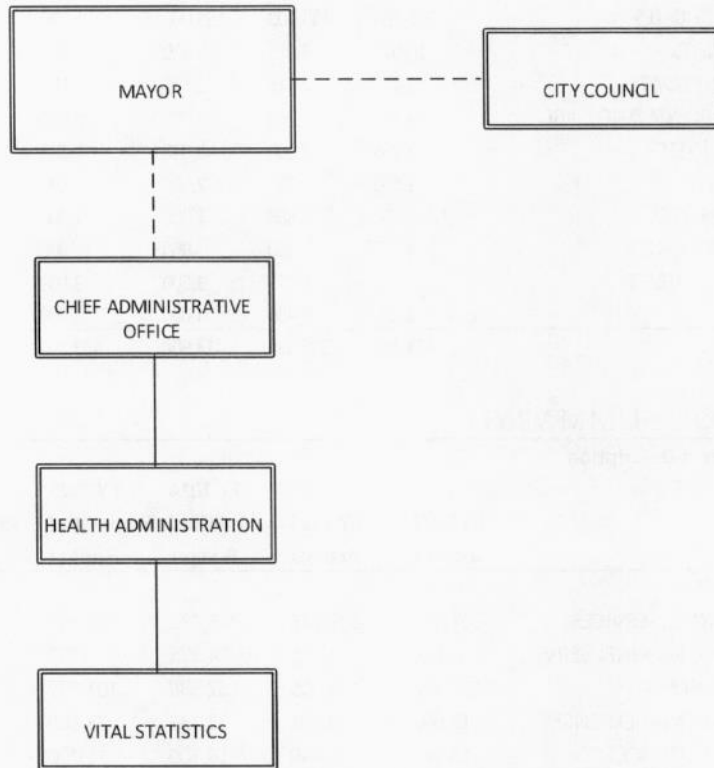 MAYOR
CITY COUNCIL
CHIEF ADMINISTRATIVE
OFFICE
HEALTH ADMINISTRATION
VITAL STATISTICS